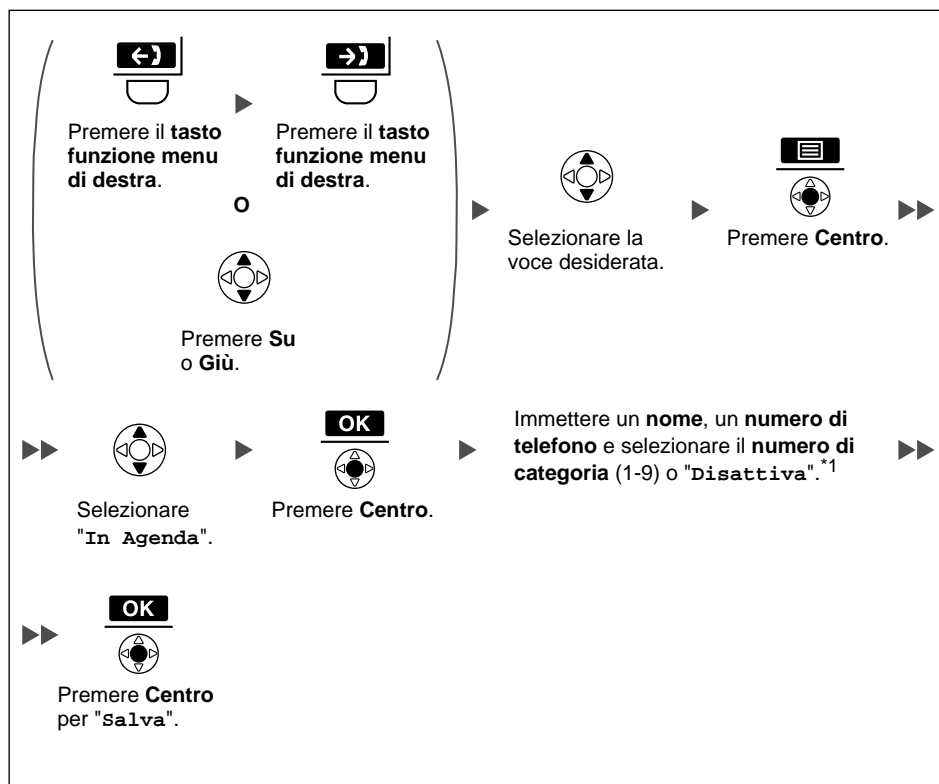 Premere il tasto
funzione menu
di destra.
Premere il tasto
funzione menu
di destra.
O
Premere Su
o Giù.
Selezionare la
voce desiderata.
Premere Centro.
Selezionare
"In Agenda".
OK
Premere Centro.
Immettere un nome, un numero di
telefono e selezionare il numero di
categoria (1-9) o "Disattiva".*1
OK
Premere Centro
per "Salva".